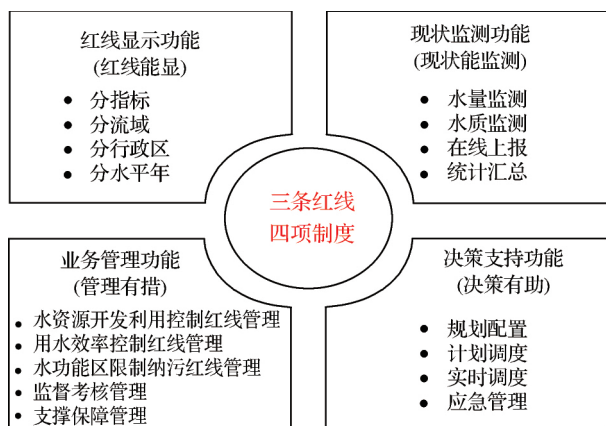 红线显示功能
(红线能显)
● 分指标
● 分流域
● 分行政区
● 分水平年
现状监测功能
(现状能监测)
● 水量监测
● 水质监测
● 在线上报
● 统计汇总
三条红线
四项制度
业务管理功能
(管理有措)
● 水资源开发利用控制红线管理
● 用水效率控制红线管理
● 水功能区限制纳污红线管理
● 监督考核管理
● 支撑保障管理
决策支持功能
(决策有助)
● 规划配置
● 计划调度
● 实时调度
● 应急管理